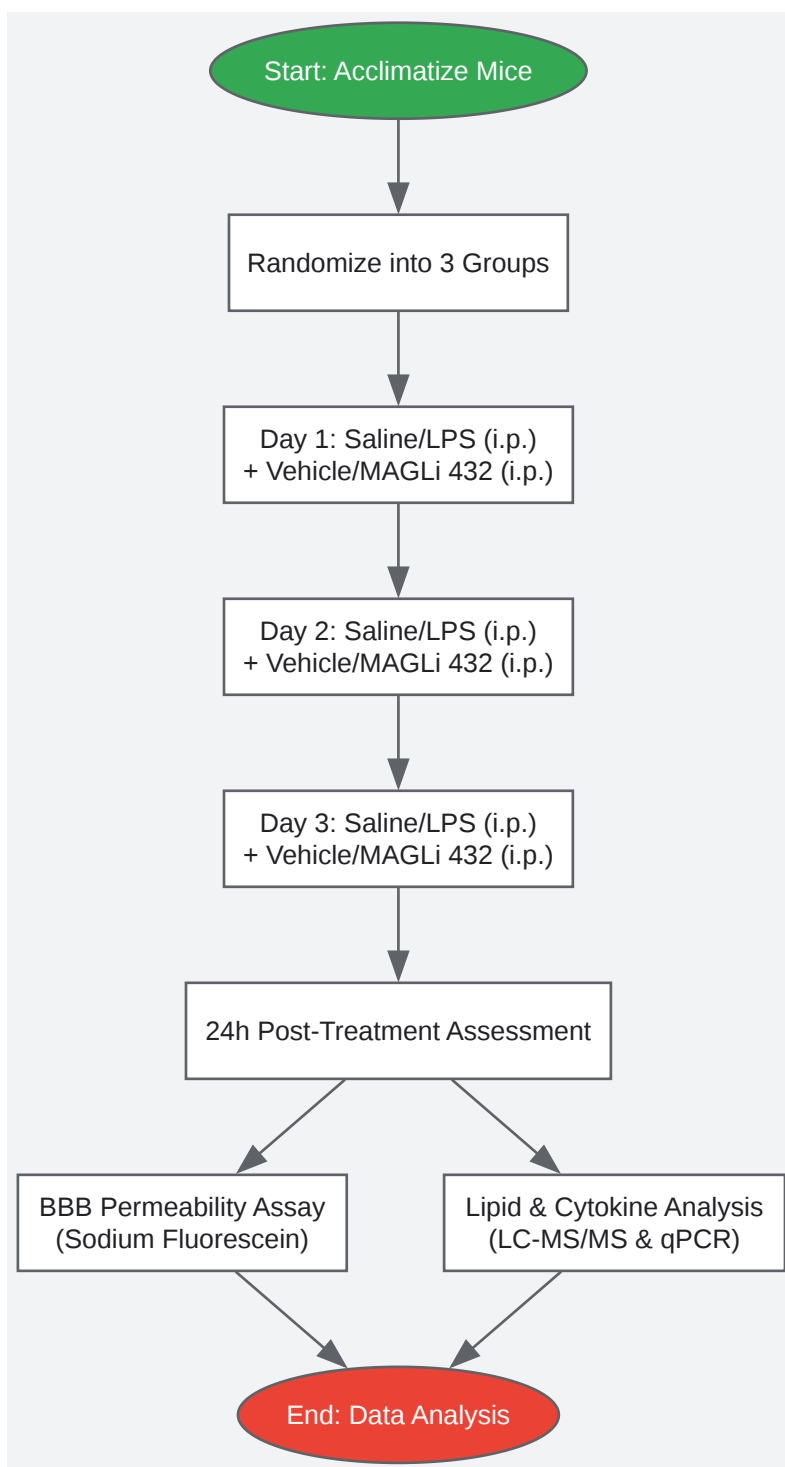 Start: Acclimatize Mice
Randomize into 3 Groups
Day 1: Saline/LPS (i.p.)
+ Vehicle/MAGLi 432 (i.p.)
Day 2: Saline/LPS (i.p.)
+ Vehicle/MAGLi 432 (i.p.)
Day 3: Saline/LPS (i.p.)
+ Vehicle/MAGLi 432 (i.p.)
24h Post-Treatment Assessment
BBB Permeability Assay
(Sodium Fluorescein)
Lipid & Cytokine Analysis
(LC-MS/MS & qPCR)
End: Data Analysis